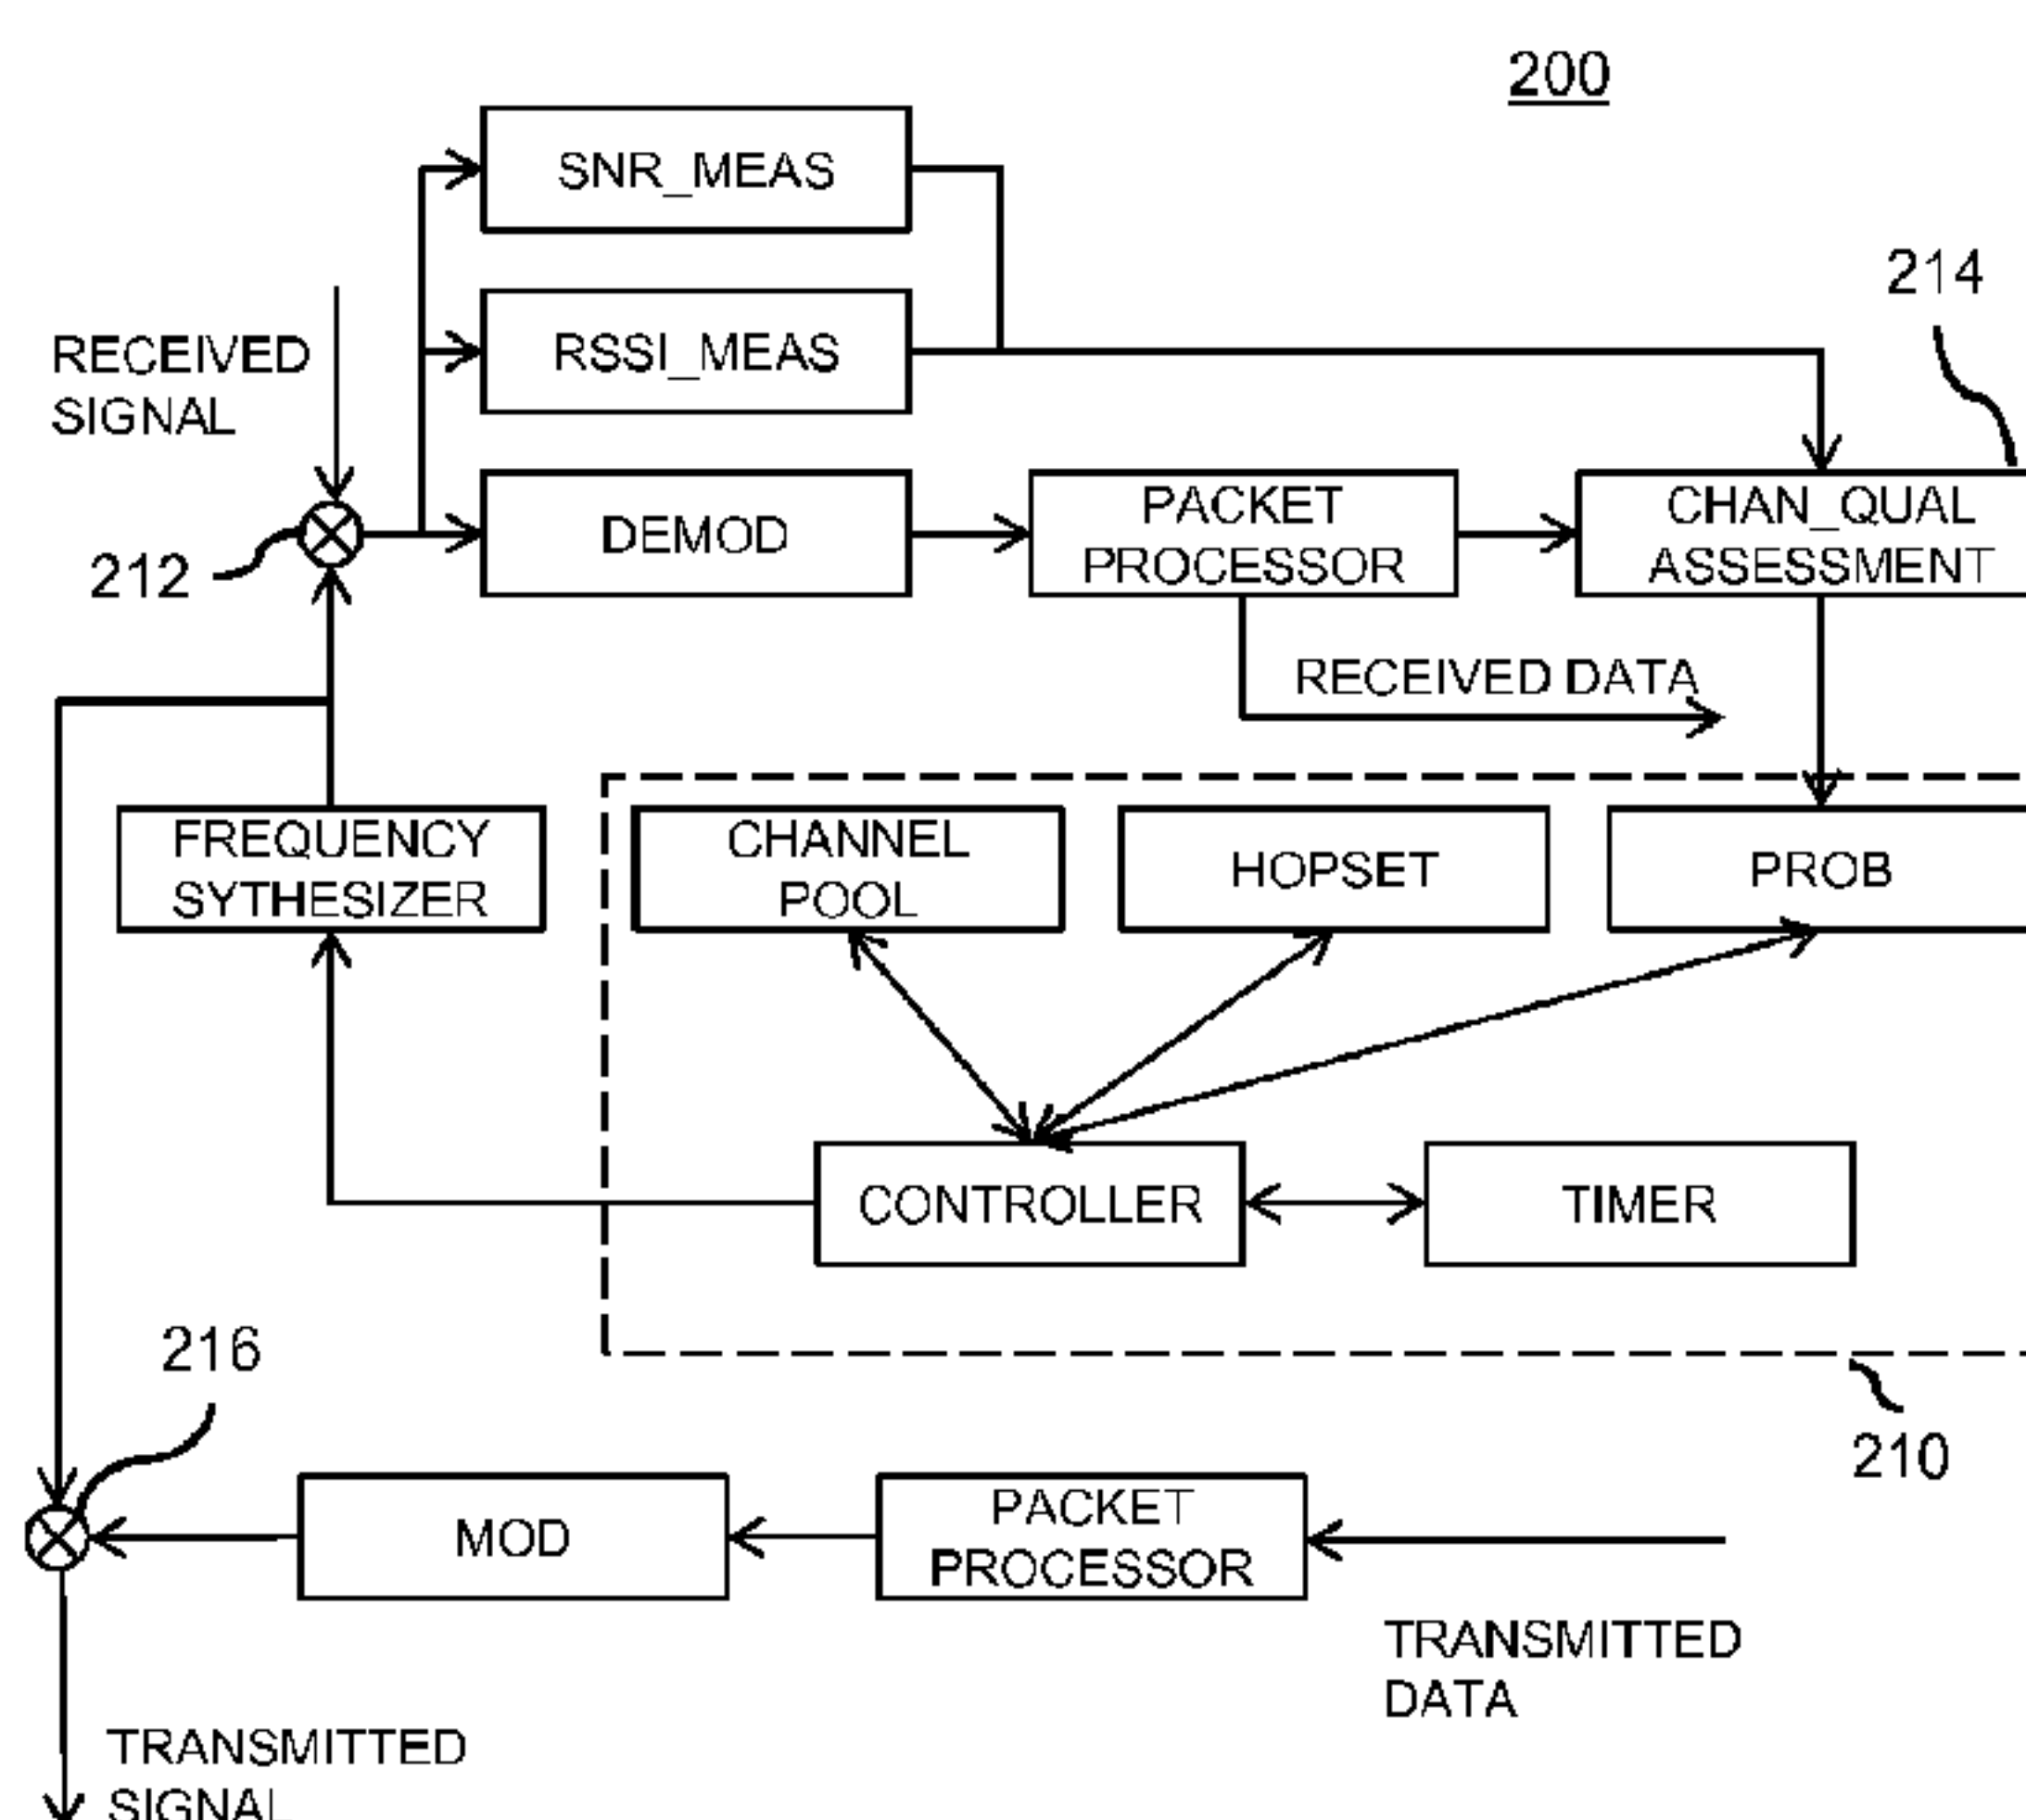 200
SNR_MEAS
214
RSSI_MEAS
RECEIVED
SIGNAL
DEMOD
PACKET
PROCESSOR
CHAN_QUAL
ASSESSMENT
212
RECEIVED DATA
FREQUENCY
SYTHESIZER
CHANNEL
POOL
HOPSET
PROB
CONTROLLER
TIMER
216
210
MOD
PACKET
PROCESSOR
TRANSMITTED
DATA
TRANSMITTED
SIGNAL